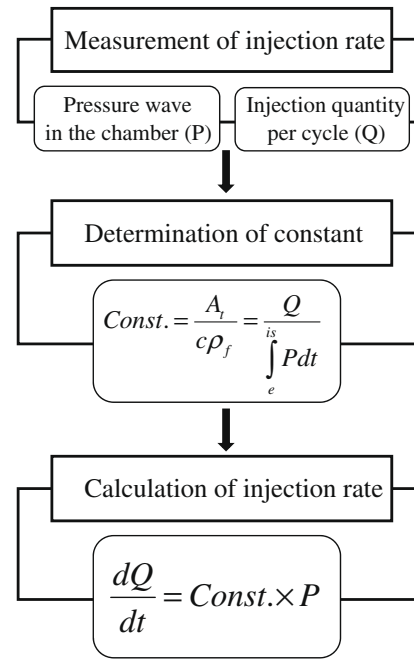 Measurement of injection rate
Pressure wave
in the chamber (P)
Injection quantity
per cycle (Q)
Determination of constant
Const. = A_t / cρ_f = Q / ∫_e^is Pdt
Calculation of injection rate
dQ/dt = Const. × P